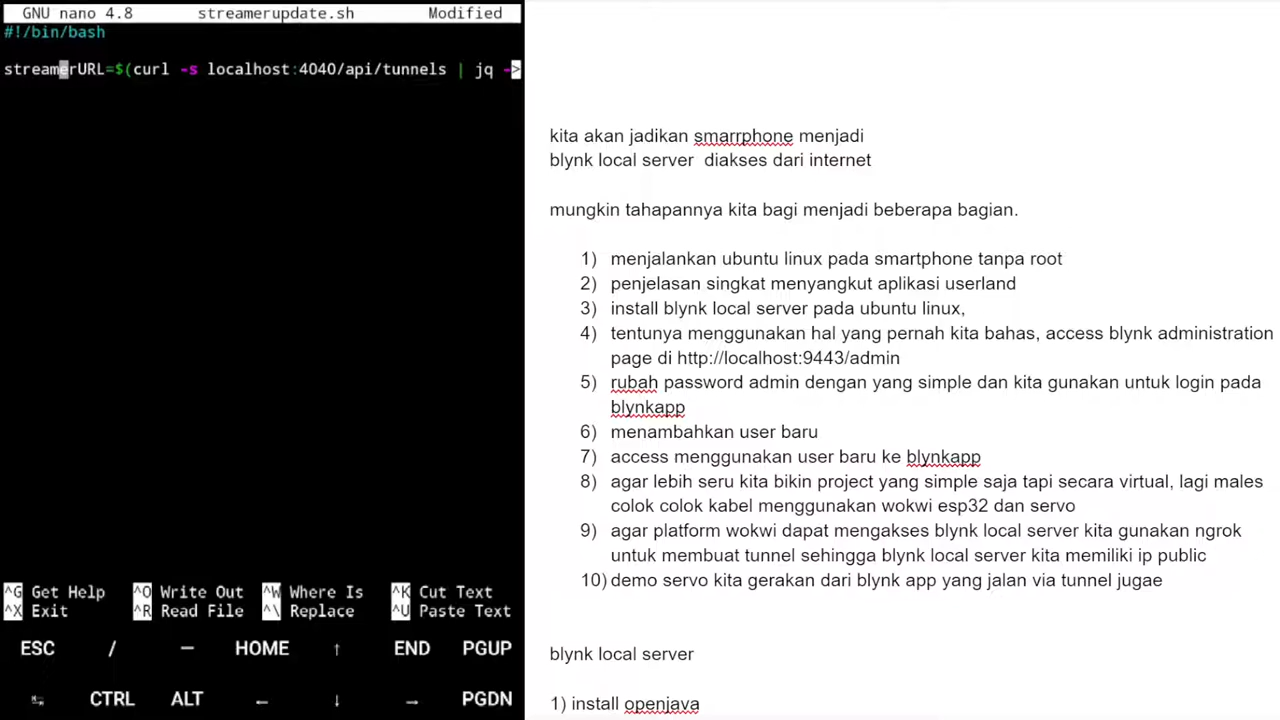 GNU nano 4.8 streamerupdate.sh Modified
#!/bin/bash
streamerURL=$(curl -s localhost:4040/api/tunnels | jq ->
^G Get Help ^O Write Out ^W Where Is ^K Cut Text
^X Exit ^R Read File ^\ Replace ^U Paste Text
ESC / — HOME ↑ END PGUP
↹ CTRL ALT ← ↓ → PGDN
kita akan jadikan smarrphone menjadi
blynk local server diakses dari internet
mungkin tahapannya kita bagi menjadi beberapa bagian.
1) menjalankan ubuntu linux pada smartphone tanpa root
2) penjelasan singkat menyangkut aplikasi userland
3) install blynk local server pada ubuntu linux,
4) tentunya menggunakan hal yang pernah kita bahas, access blynk administration
page di http://localhost:9443/admin
5) rubah password admin dengan yang simple dan kita gunakan untuk login pada
blynkapp
6) menambahkan user baru
7) access menggunakan user baru ke blynkapp
8) agar lebih seru kita bikin project yang simple saja tapi secara virtual, lagi males
colok colok kabel menggunakan wokwi esp32 dan servo
9) agar platform wokwi dapat mengakses blynk local server kita gunakan ngrok
untuk membuat tunnel sehingga blynk local server kita memiliki ip public
10) demo servo kita gerakan dari blynk app yang jalan via tunnel jugae
blynk local server
1) install openjava